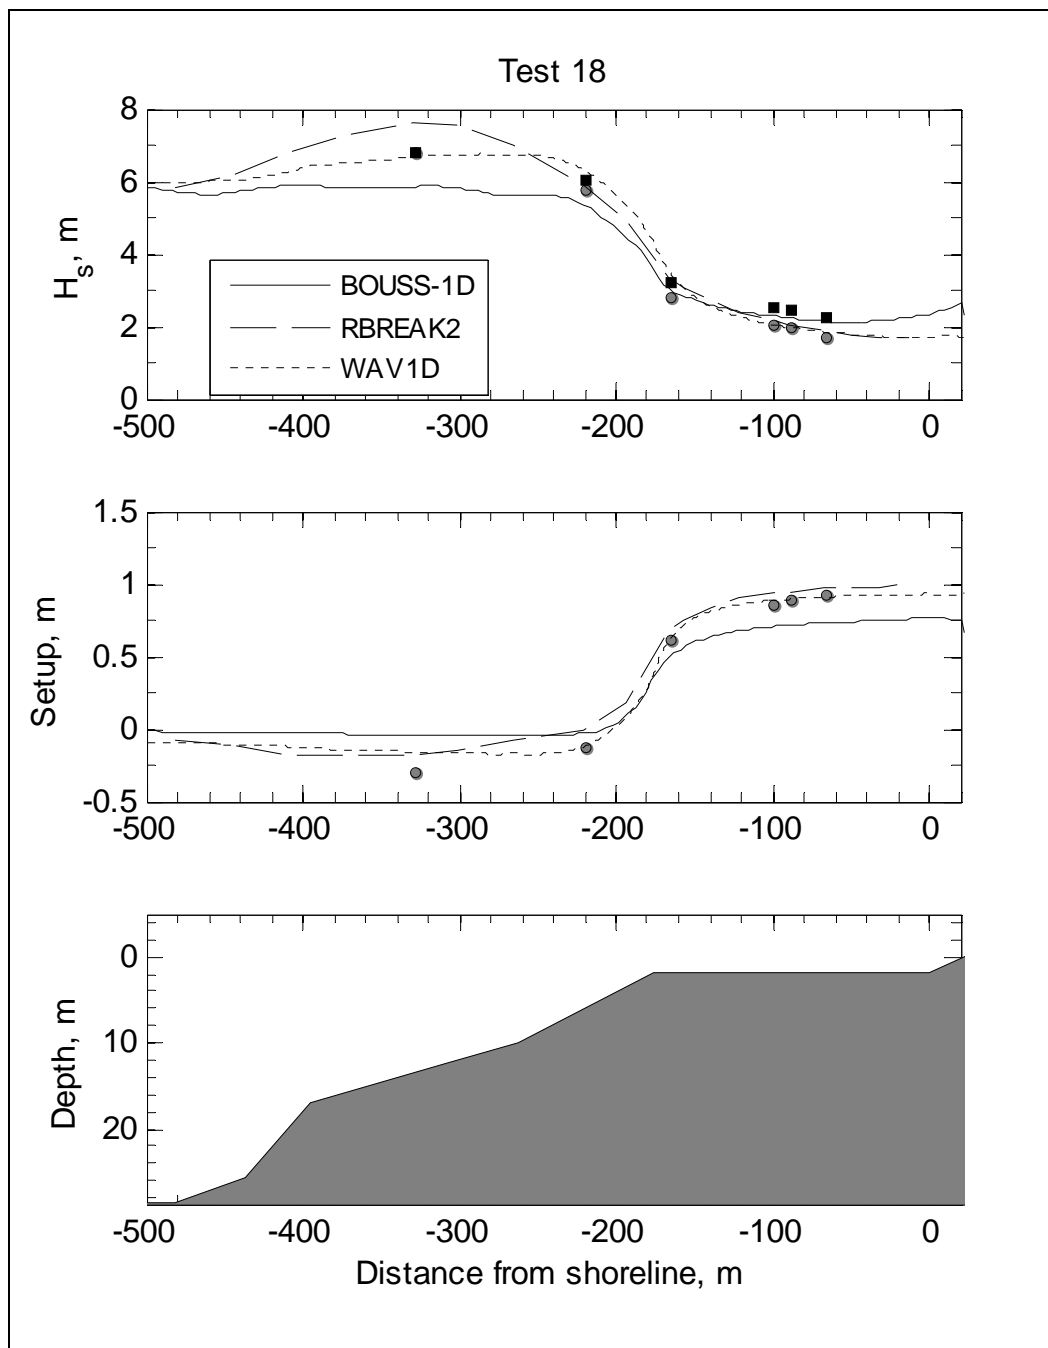 Test 18
8
6
4
2
0
H_s, m
BOUSS-1D
RBREAK2
WAV1D
-500 -400 -300 -200 -100 0
1.5
1
0.5
0
-0.5
Setup, m
-500 -400 -300 -200 -100 0
0
10
20
Depth, m
-500 -400 -300 -200 -100 0
Distance from shoreline, m